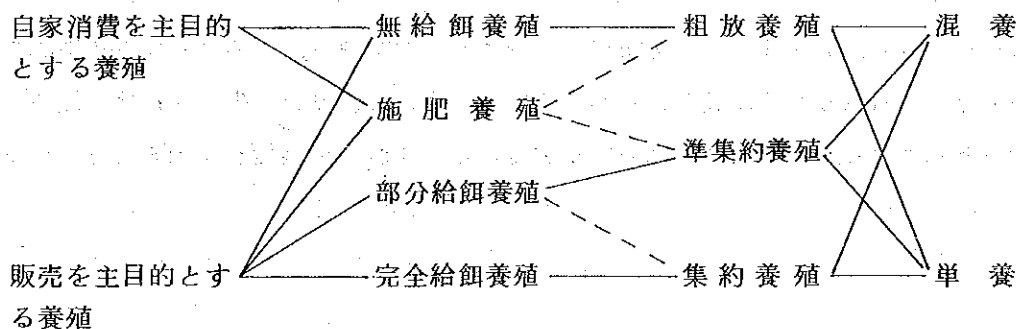 自家消費を主目的
とする養殖
無給餌養殖
粗放養殖
混養
施肥養殖
準集約養殖
部分給餌養殖
販売を主目的とす
る養殖
完全給餌養殖
集約養殖
単養